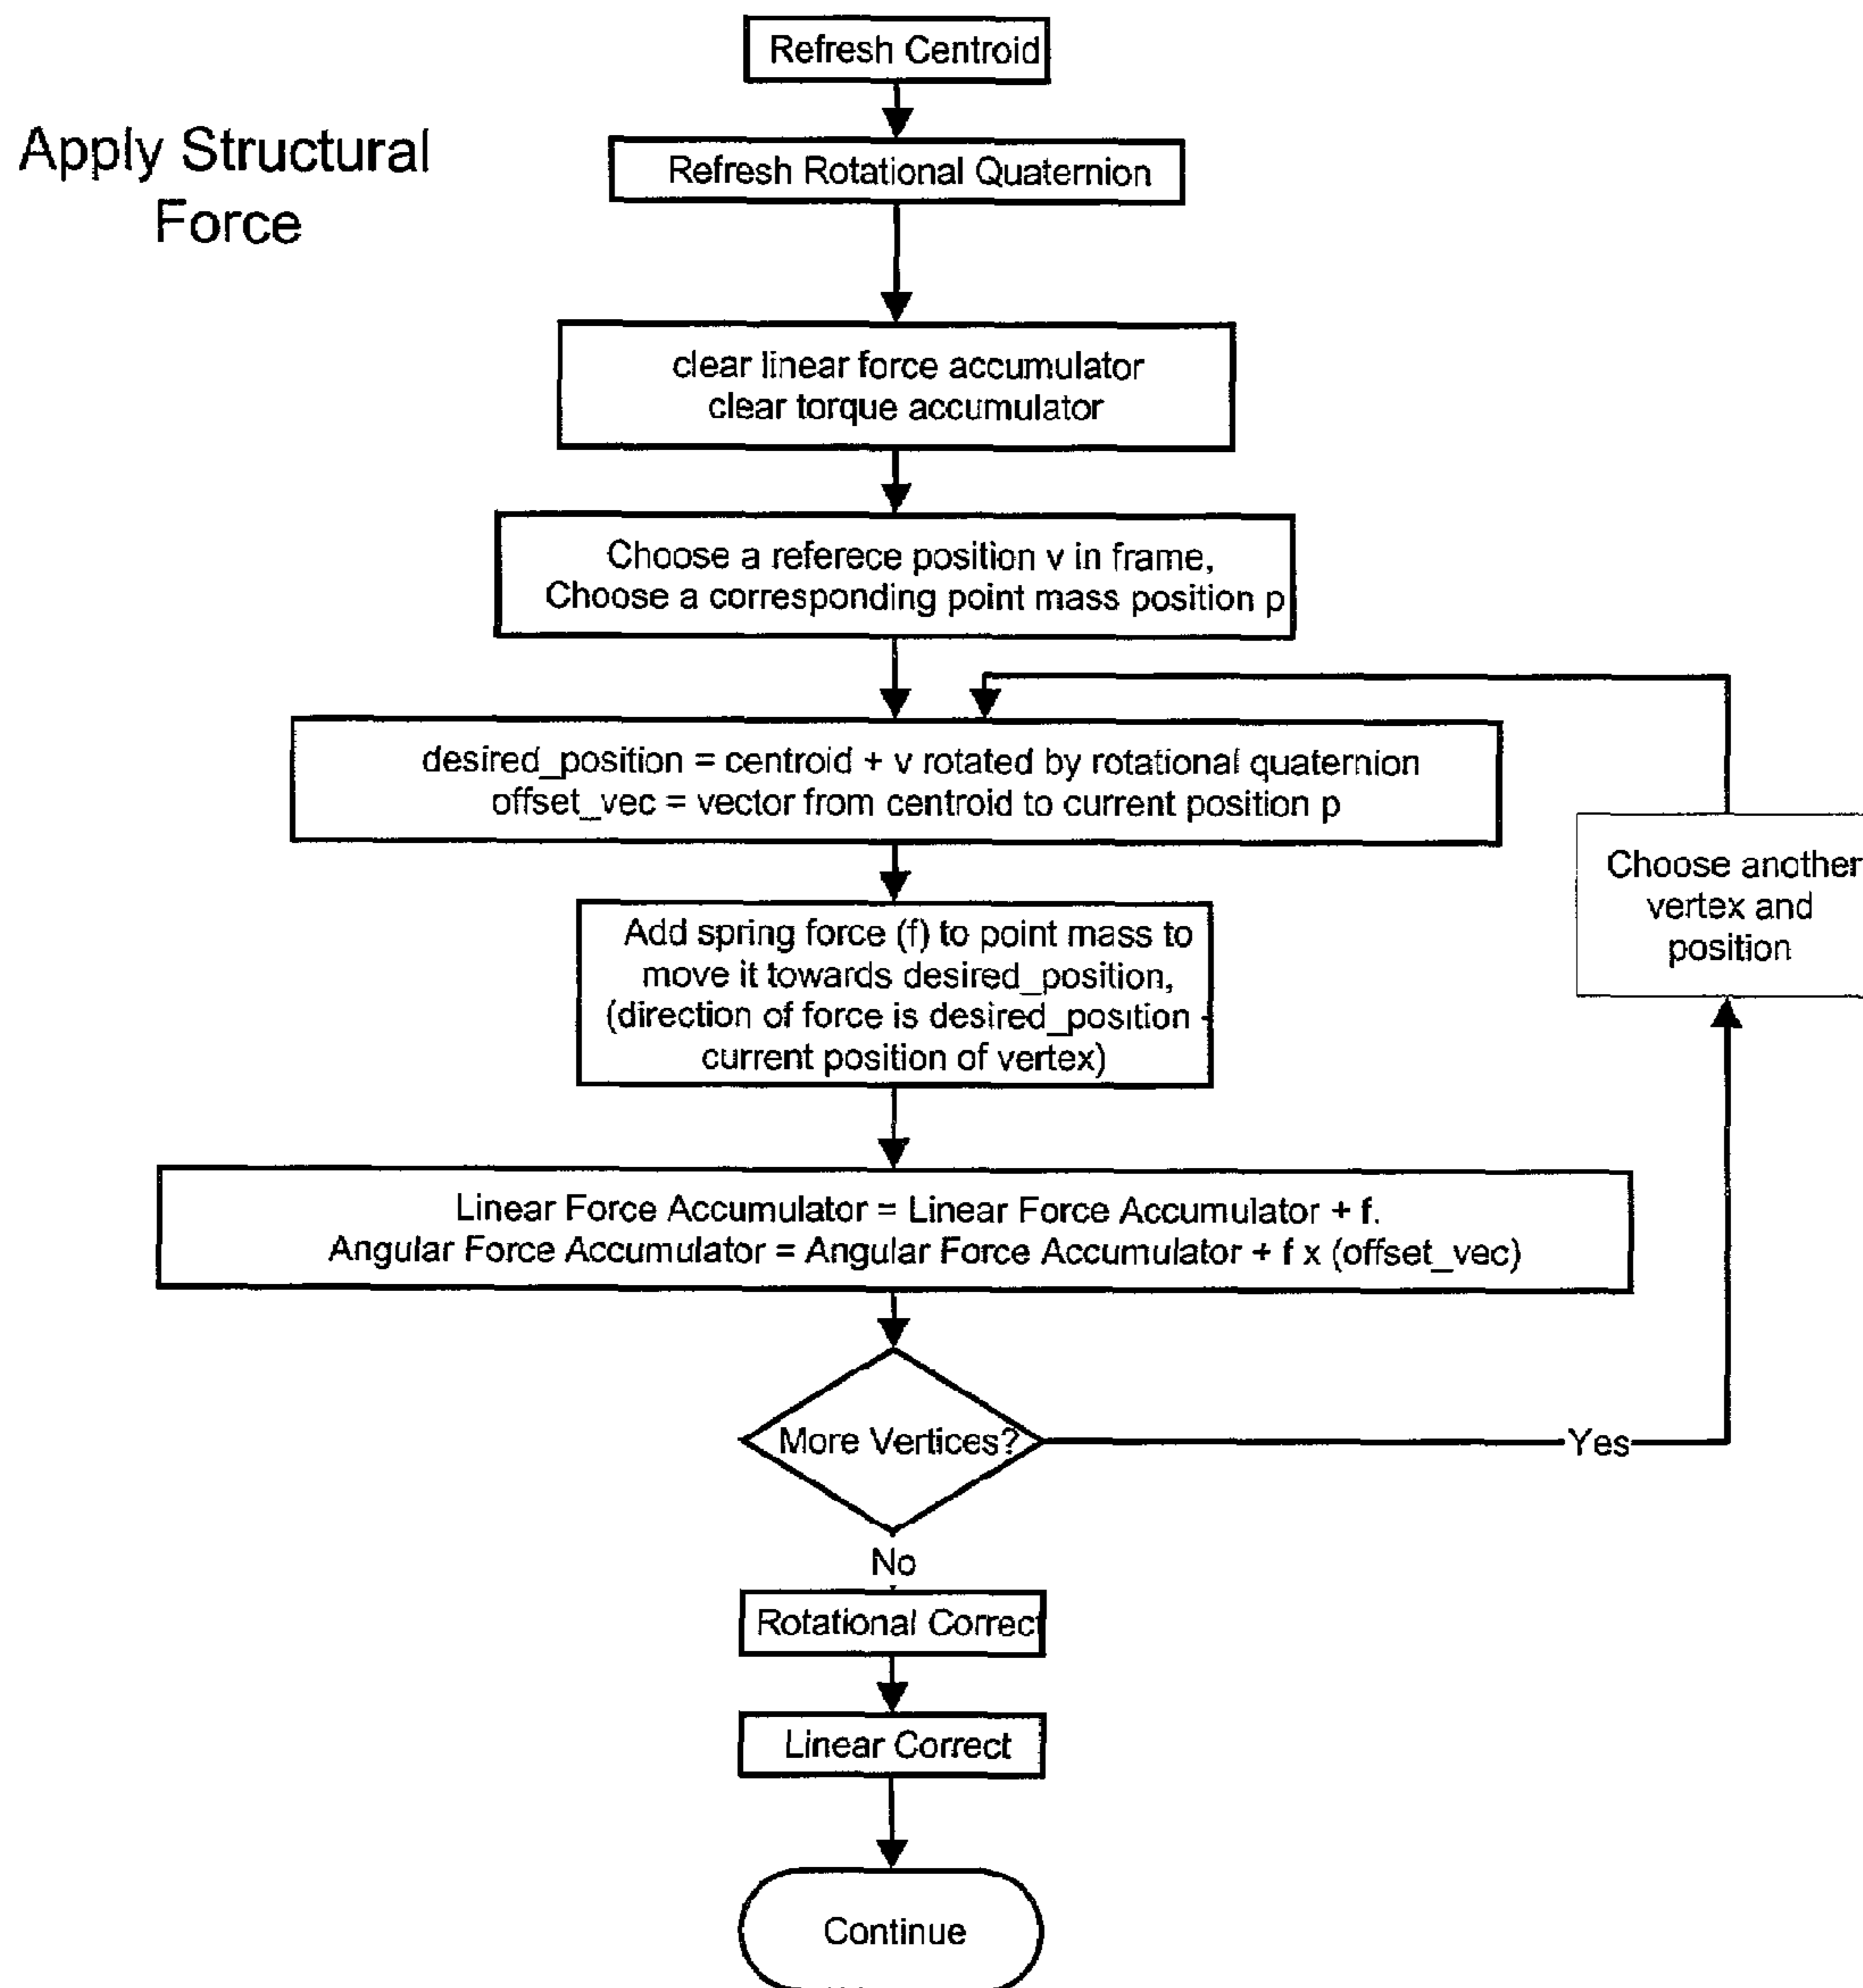 Apply Structural
Force
Refresh Centroid
Refresh Rotational Quaternion
clear linear force accumulator
clear torque accumulator
Choose a referece position v in frame,
Choose a corresponding point mass position p
desired_position = centroid + v rotated by rotational quaternion
offset_vec = vector from centroid to current position p
Choose another
vertex and
position
Add spring force (f) to point mass to
move it towards desired_position,
(direction of force is desired_position -
current position of vertex)
Linear Force Accumulator = Linear Force Accumulator + f.
Angular Force Accumulator = Angular Force Accumulator + f x (offset_vec)
More Vertices?
Yes
No
Rotational Correct
Linear Correct
Continue